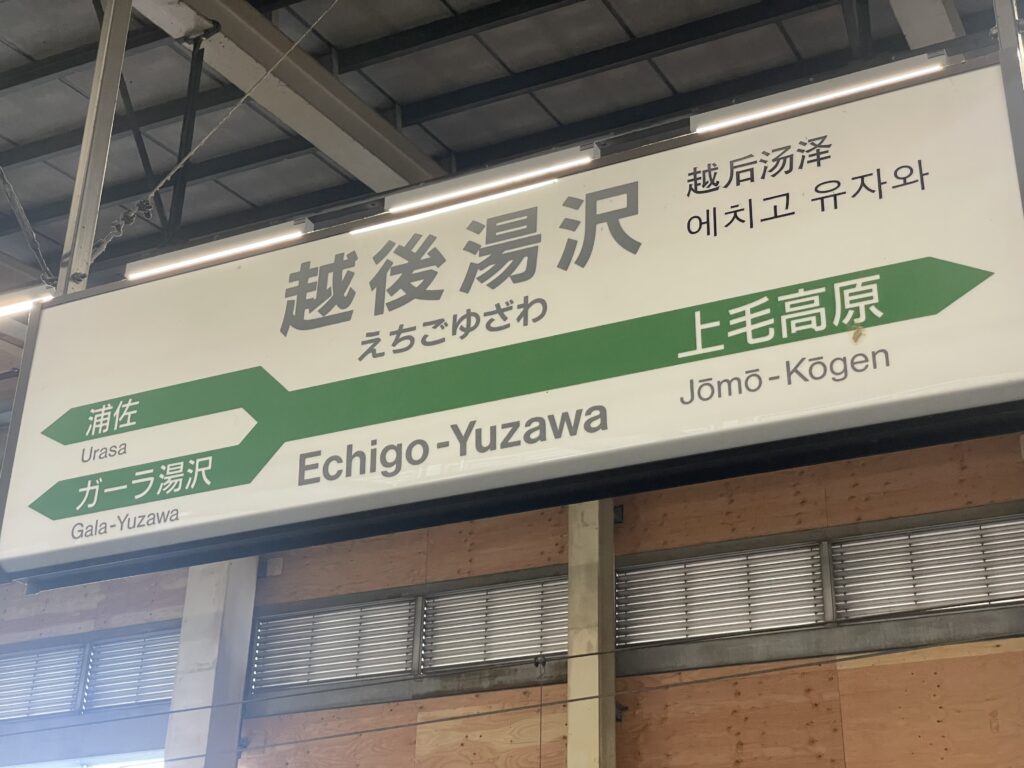 越後湯沢
えちごゆざわ
Echigo-Yuzawa
越后汤泽
에치고 유자와
上毛高原
Jōmō-Kōgen
浦佐
Urasa
ガーラ湯沢
Gala-Yuzawa